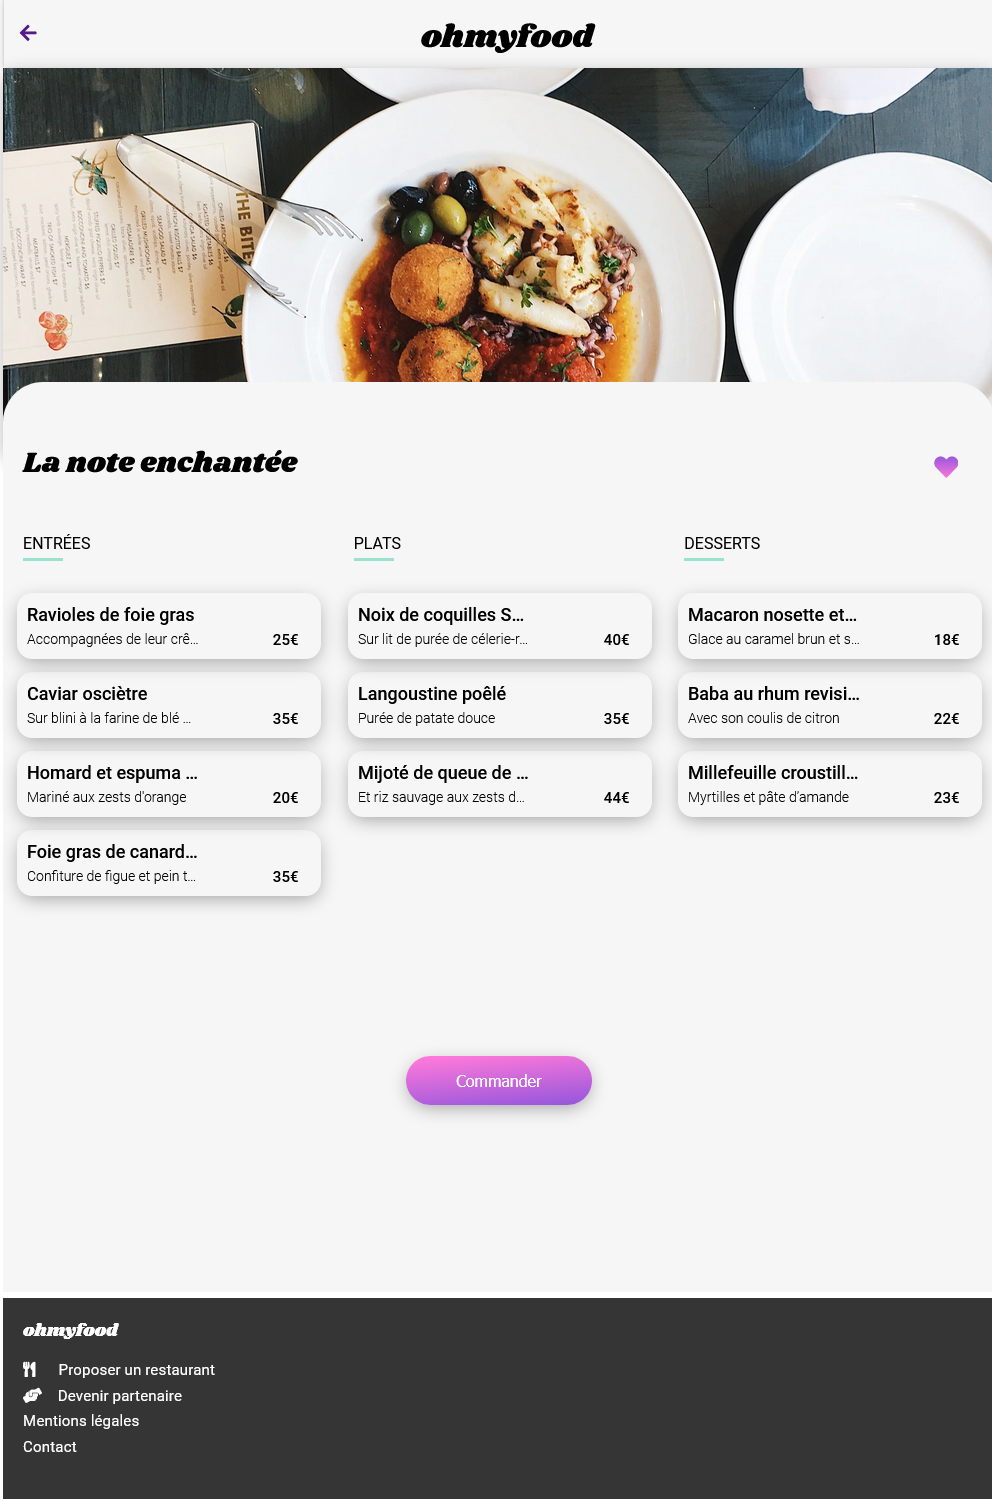 ohmyfood
THE BITE
La note enchantée
ENTRÉES
Ravioles de foie gras
Accompagnées de leur crê...
25€
Caviar oscièt​re
Sur blini à la farine de blé ...
35€
Homard et espuma ...
Mariné aux zests d'orange
20€
Foie gras de canard...
Confiture de figue et pein t...
35€
PLATS
Noix de coquilles S...
Sur lit de purée de célerie-r...
40€
Langoustine poêlé
Purée de patate douce
35€
Mijoté de queue de ...
Et riz sauvage aux zests d...
44€
DESSERTS
Macaron nosette et...
Glace au caramel brun et s...
18€
Baba au rhum revisi...
Avec son coulis de citron
22€
Millefeuille croustill...
Myrtilles et pâte d’amande
23€
Commander
ohmyfood
Proposer un restaurant
Devenir partenaire
Mentions légales
Contact